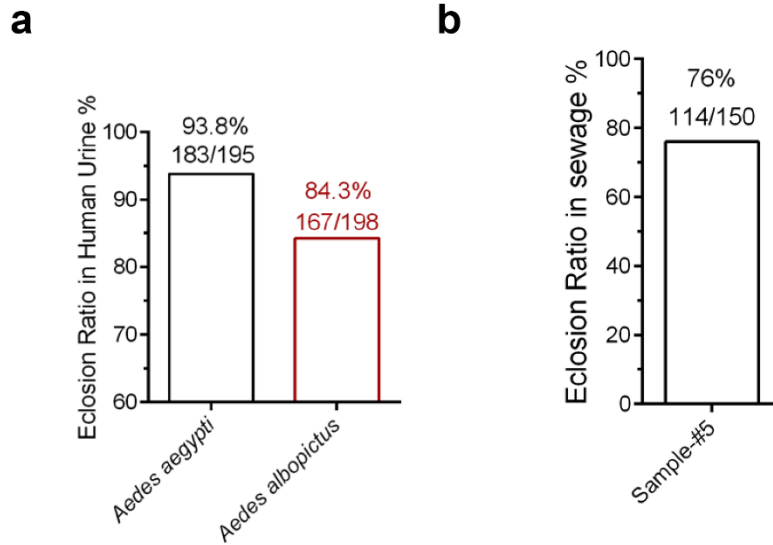 a
Eclosion Ratio in Human Urine %
100
90
80
70
60
93.8%
183/195
84.3%
167/198
Aedes aegypti
Aedes albopictus
b
Eclosion Ratio in sewage %
100
80
60
40
20
0
76%
114/150
Sample-#5